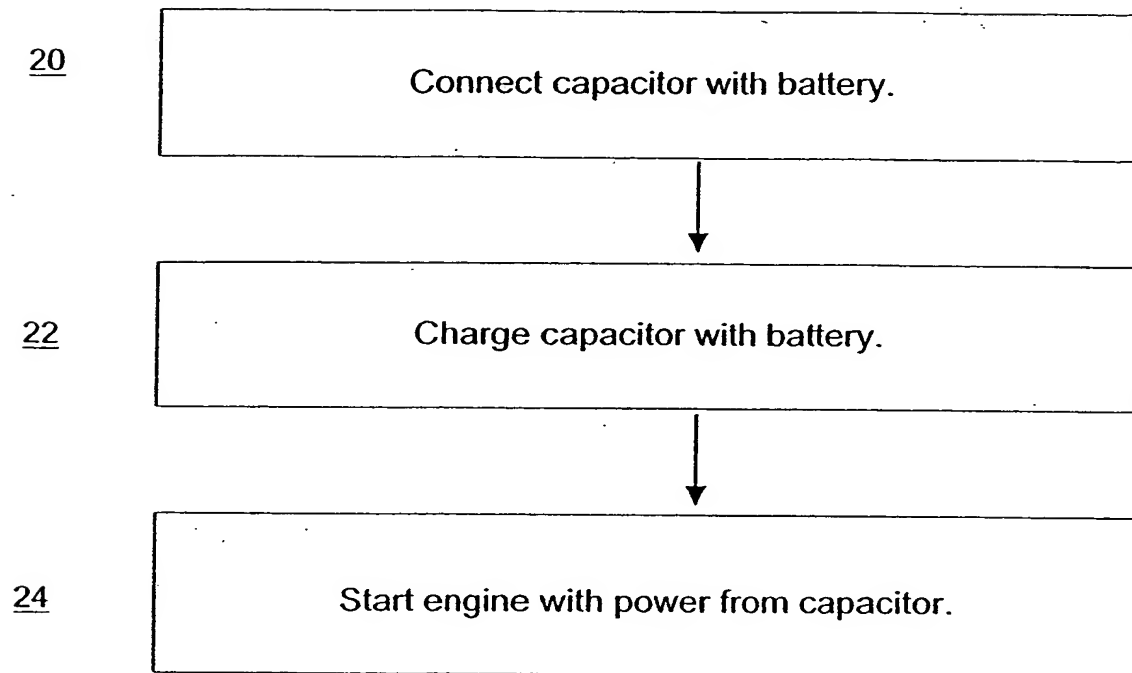 20
Connect capacitor with battery.
22
Charge capacitor with battery.
24
Start engine with power from capacitor.